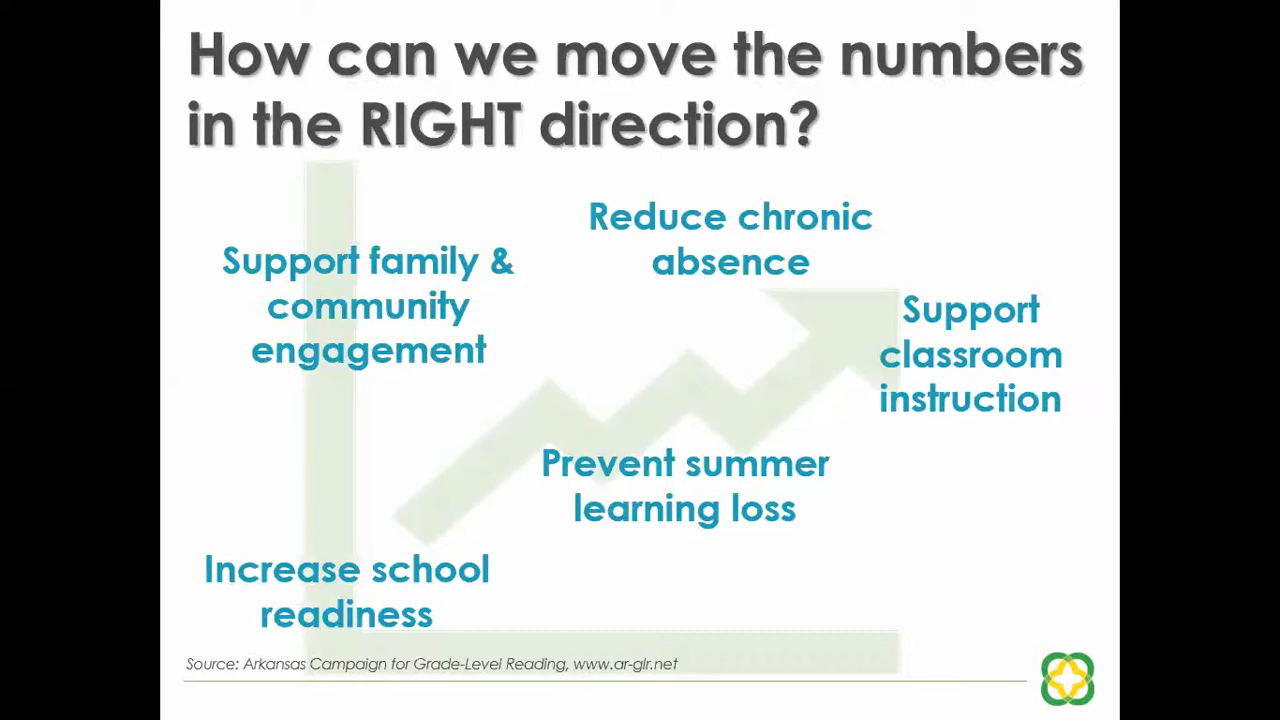 How can we move the numbers
in the RIGHT direction?
Support family &
community
engagement
Reduce chronic
absence
Support
classroom
instruction
Prevent summer
learning loss
Increase school
readiness
Source: Arkansas Campaign for Grade-Level Reading, www.ar-glr.net